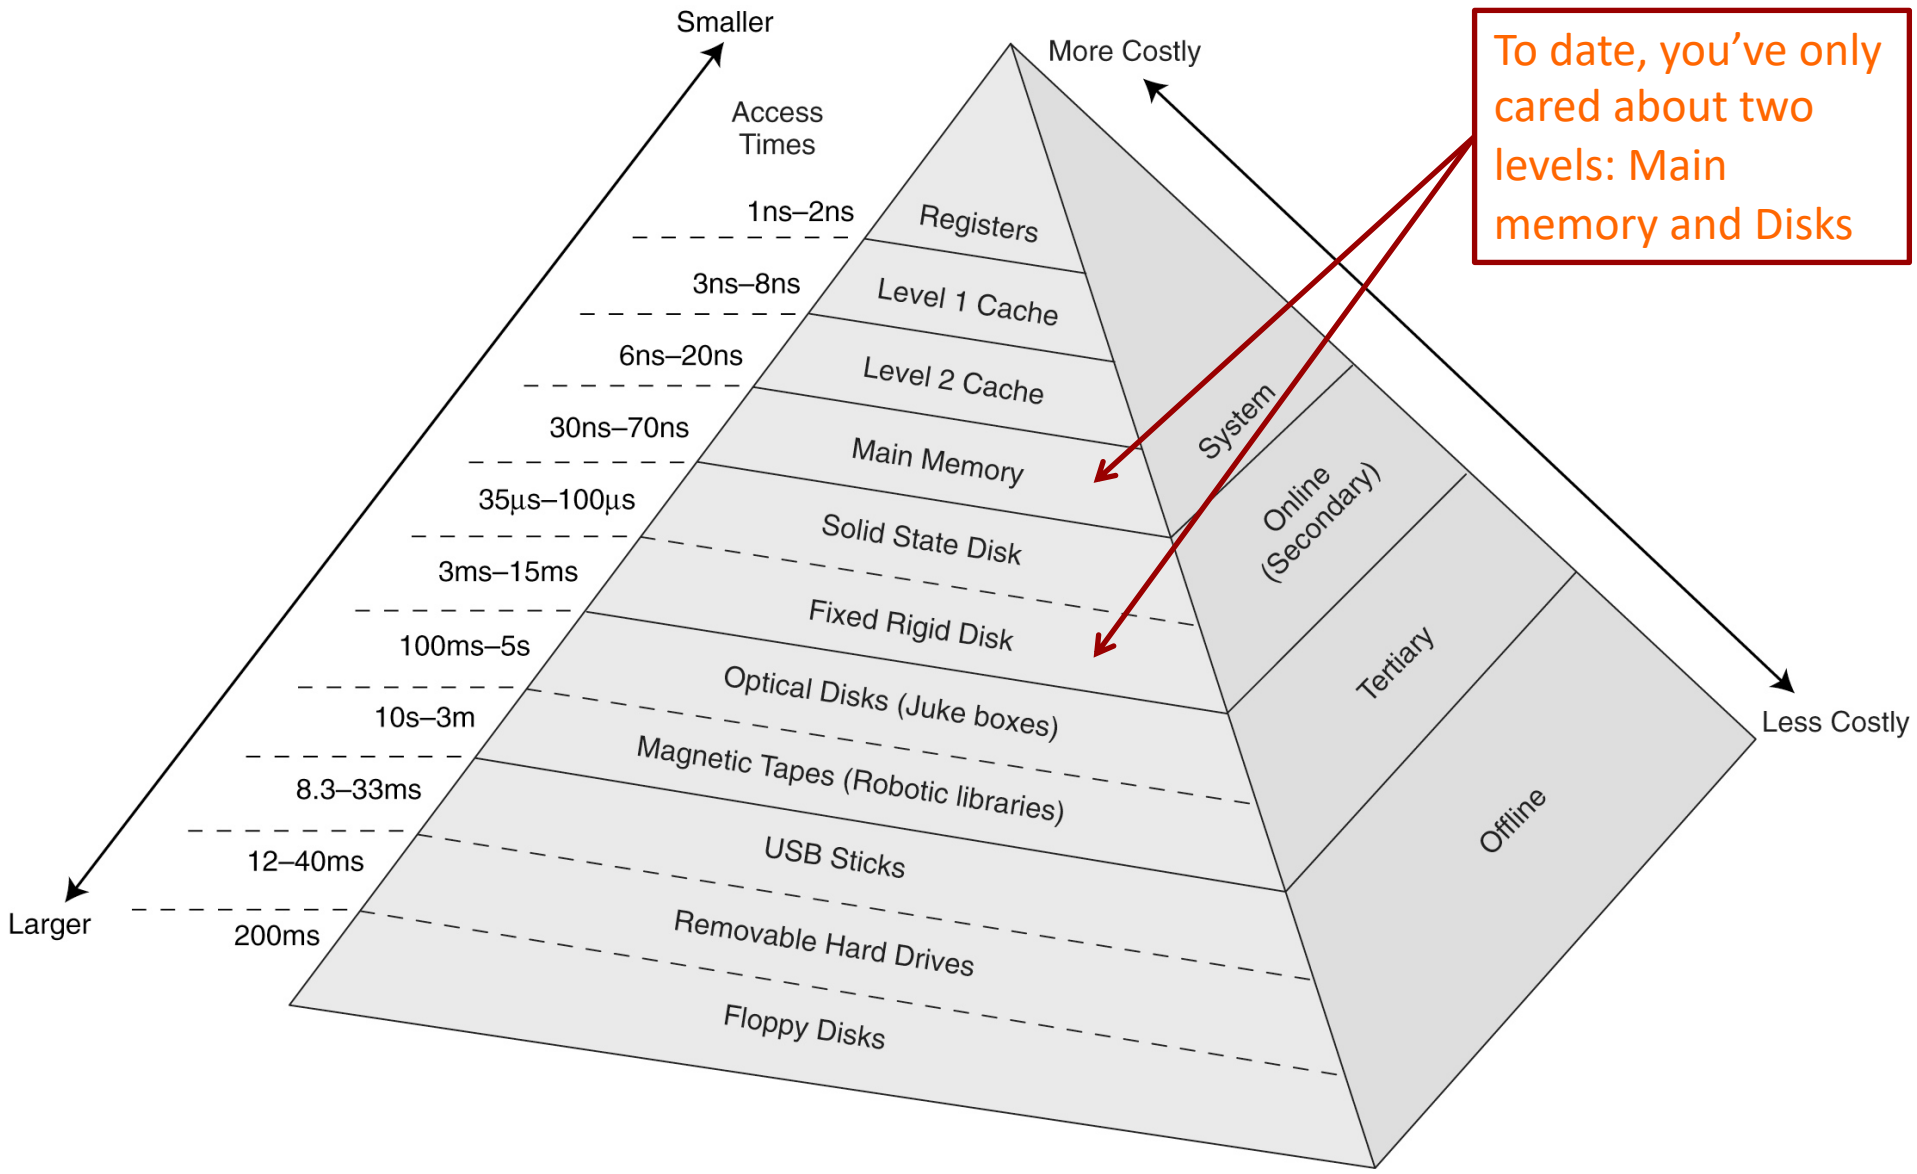 Smaller
More Costly
To date, you’ve only
cared about two
levels: Main
memory and Disks
Access
Times
1ns–2ns
Registers
3ns–8ns
Level 1 Cache
6ns–20ns
Level 2 Cache
30ns–70ns
Main Memory
35μs–100μs
Solid State Disk
3ms–15ms
Fixed Rigid Disk
100ms–5s
Optical Disks (Juke boxes)
10s–3m
Magnetic Tapes (Robotic libraries)
8.3–33ms
USB Sticks
12–40ms
Removable Hard Drives
200ms
Floppy Disks
System
Online
(Secondary)
Tertiary
Offline
Less Costly
Larger